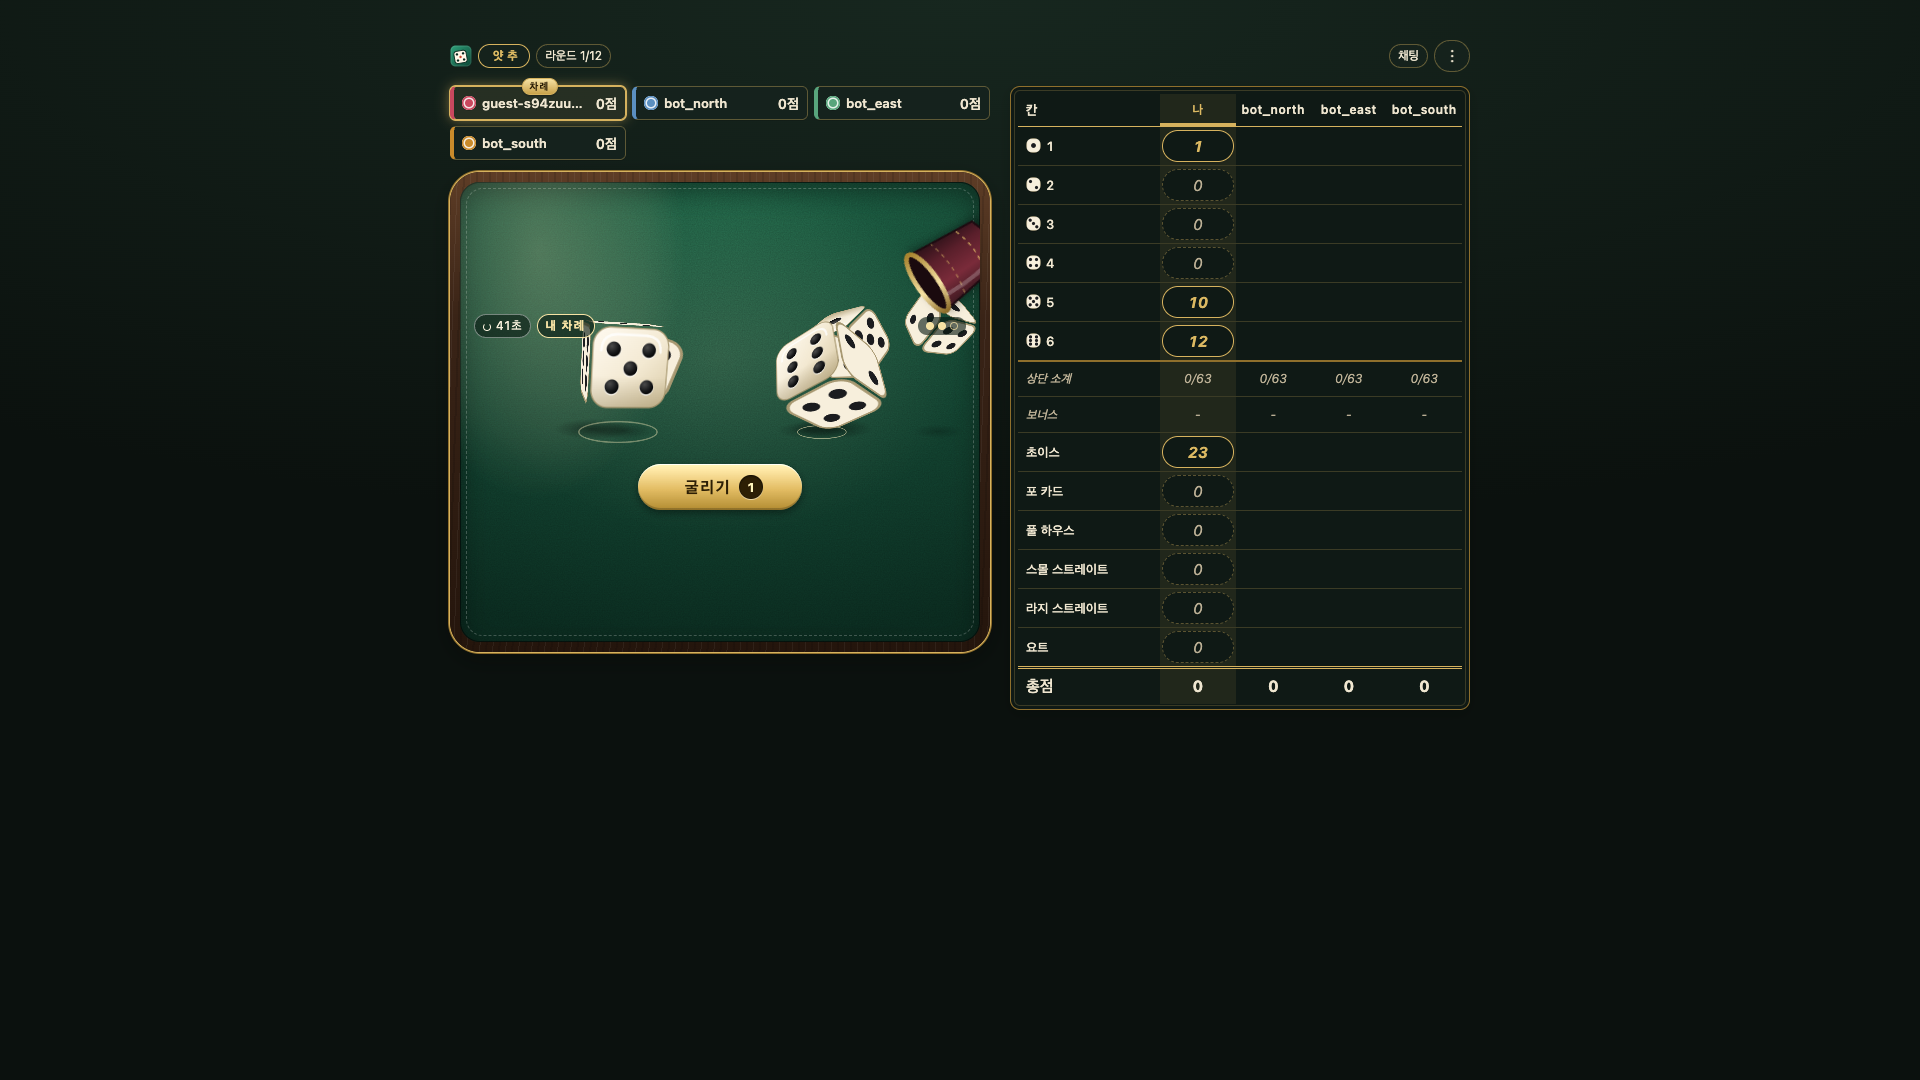 얏추
라운드 1/12
채팅
차례
guest-s94zuu... 0점
bot_north 0점
bot_east 0점
bot_south 0점
41초
내 차례
굴리기 1
칸 나 bot_north bot_east bot_south
1 1
2 0
3 0
4 0
5 10
6 12
상단 소계 0/63 0/63 0/63 0/63
보너스 - - - -
초이스 23
포 카드 0
풀 하우스 0
스몰 스트레이트 0
라지 스트레이트 0
요트 0
총점 0 0 0 0